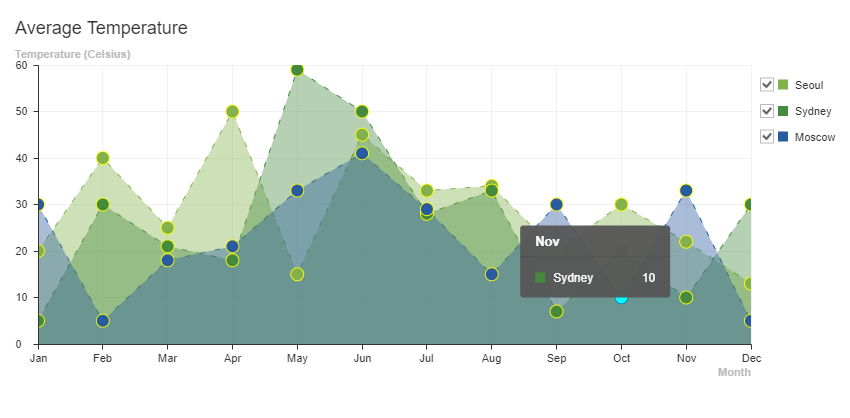 Average Temperature
Temperature (Celsius)
60
50
40
30
20
10
0
Jan Feb Mar Apr May Jun Jul Aug Sep Oct Nov Dec
Month
Seoul
Sydney
Moscow
Nov
Sydney 10